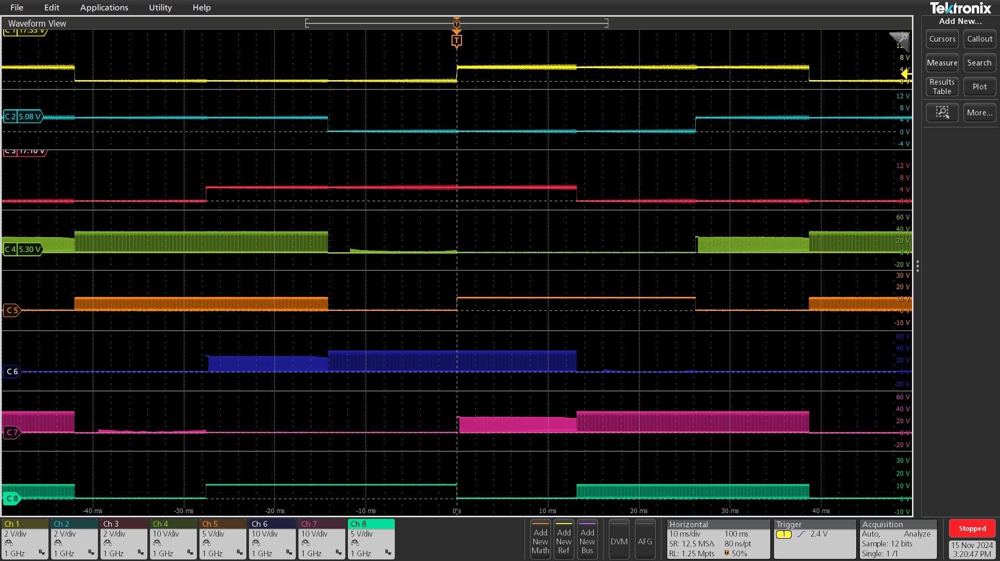 File Edit Applications Utility Help
Tektronix
Waveform View
Add New...
Cursors Callout
Measure Search
Results Table Plot
More...
C 1 17.33 V
T
T
12
8 V
4 V
0 V
C 2 5.08 V
12 V
8 V
4 V
0 V
-4 V
C 3 17.10 V
12 V
8 V
4 V
0 V
C 4 5.30 V
60 V
40 V
20 V
0 V
-20 V
C 5
30 V
20 V
10 V
0 V
-10 V
C 6
60 V
40 V
20 V
0 V
-20 V
C 7
60 V
40 V
20 V
0 V
-20 V
C 8
30 V
20 V
10 V
0 V
-10 V
-40 ms -30 ms -20 ms -10 ms 0 s 10 ms 20 ms 30 ms 40 ms
Ch 1
2 V/div
1 GHz Bw
Ch 2
2 V/div
1 GHz Bw
Ch 3
2 V/div
1 GHz Bw
Ch 4
10 V/div
1 GHz Bw
Ch 5
5 V/div
1 GHz Bw
Ch 6
10 V/div
1 GHz Bw
Ch 7
10 V/div
1 GHz Bw
Ch 8
5 V/div
1 GHz Bw
Add New Math
Add New Ref
Add New Bus
DVM
AFG
Horizontal
10 ms/div 100 ms
SR: 12.5 MS/s 80 ns/pt
RL: 1.25 Mpts T 50%
Trigger
1 2.4 V
Acquisition
Auto, Analyze
Sample: 12 bits
Single: 1 /1
Stopped
15 Nov 2024
3:20:47 PM